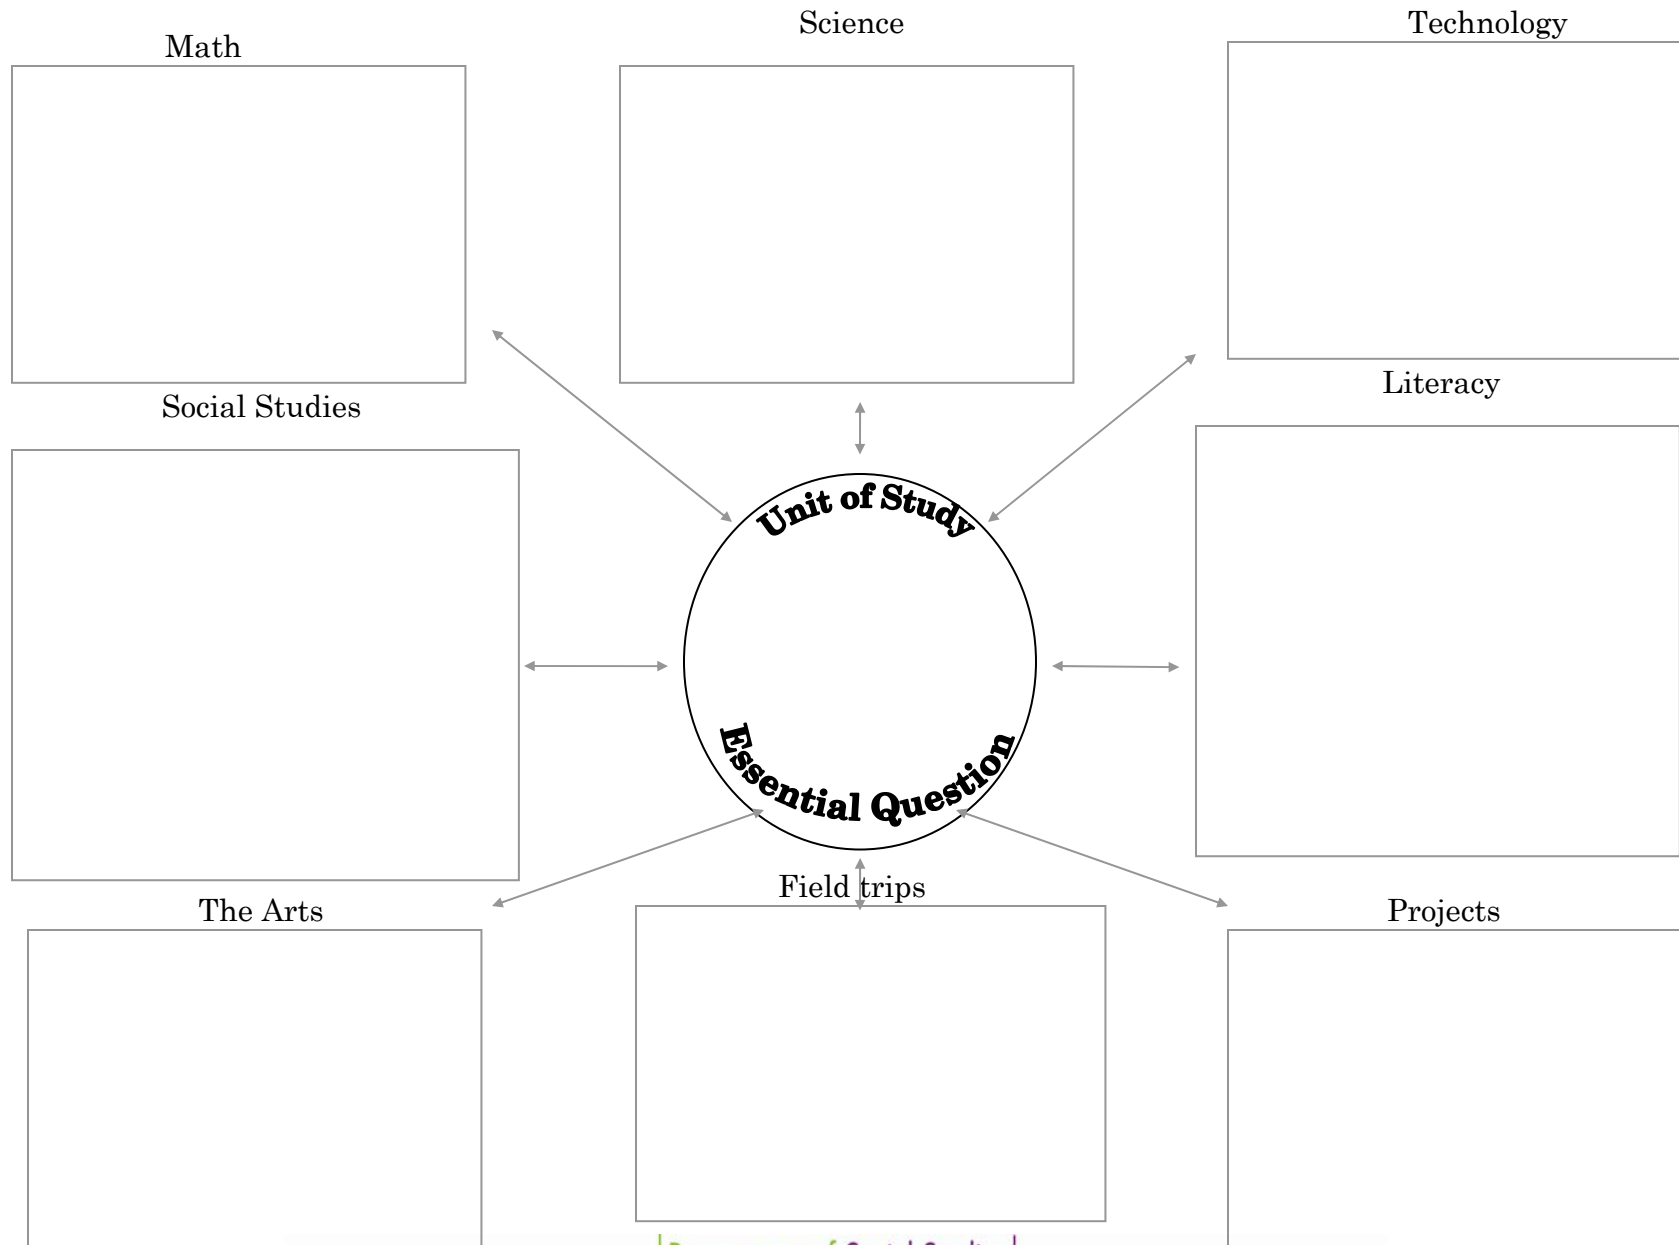 Science
Technology
Math
Literacy
Social Studies
Unit of Study
Essential Question
Field trips
The Arts
Projects